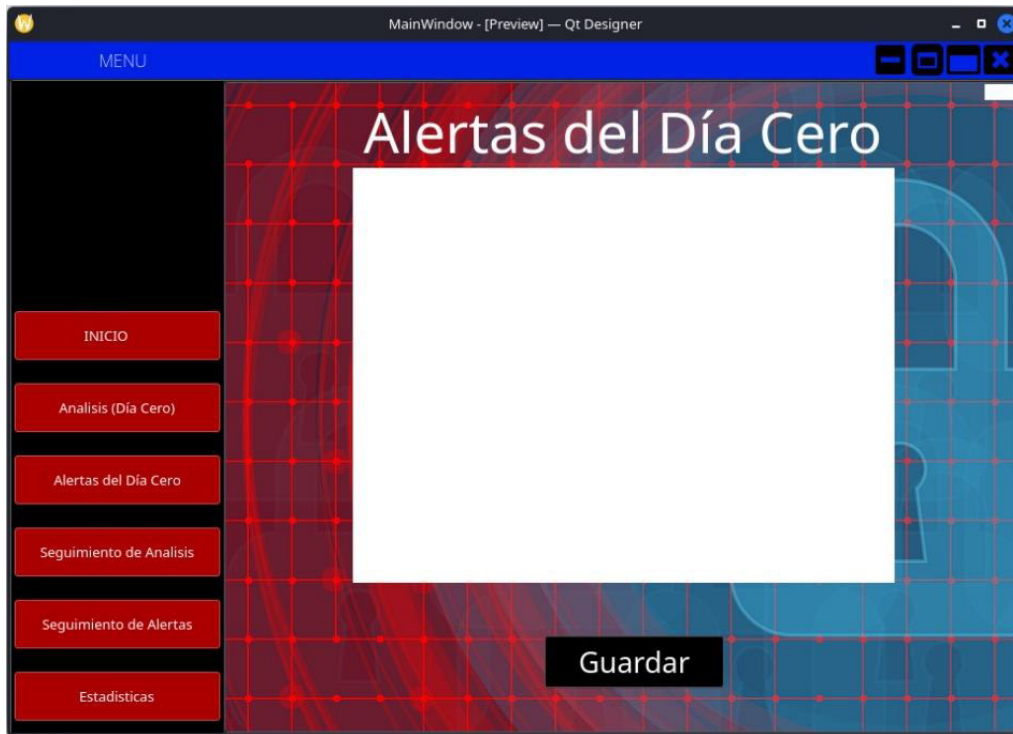 MainWindow - [Preview] — Qt Designer
MENU
Alertas del Día Cero
INICIO
Analisis (Día Cero)
Alertas del Día Cero
Seguimiento de Analisis
Seguimiento de Alertas
Estadisticas
Guardar